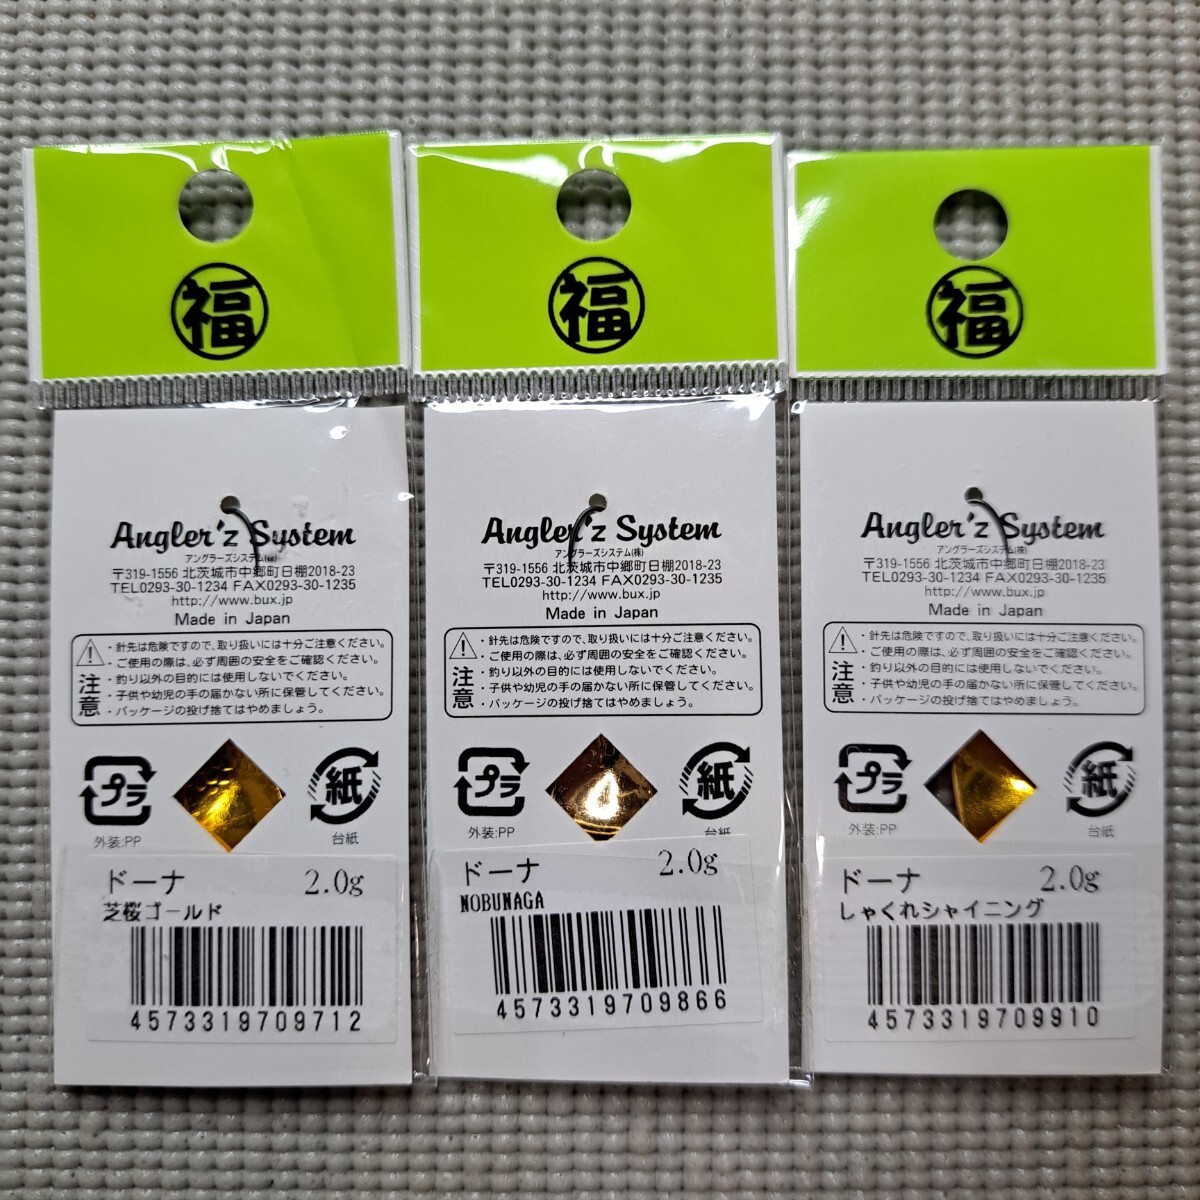 福
Angler'z System
アングラーズシステム(株)
〒319-1556 北茨城市中郷町日棚2018-23
TEL0293-30-1234 FAX0293-30-1235
http://www.bux.jp
Made in Japan
注意
・針先は危険ですので、取り扱いには十分ご注意ください。
・ご使用の際は、必ず周囲の安全をご確認ください。
・釣り以外の目的には使用しないでください。
・子供や幼児の手の届かない所に保管してください。
・パッケージの投げ捨てはやめましょう。
プラ
外装:PP
紙
台紙
ドーナ 2.0g
芝桜ゴールド
4573319709712
福
Angler'z System
アングラーズシステム(株)
〒319-1556 北茨城市中郷町日棚2018-23
TEL0293-30-1234 FAX0293-30-1235
http://www.bux.jp
Made in Japan
注意
・針先は危険ですので、取り扱いには十分ご注意ください。
・ご使用の際は、必ず周囲の安全をご確認ください。
・釣り以外の目的には使用しないでください。
・子供や幼児の手の届かない所に保管してください。
・パッケージの投げ捨てはやめましょう。
プラ
外装:PP
紙
台紙
ドーナ 2.0g
NOBUNAGA
4573319709866
福
Angler'z System
アングラーズシステム(株)
〒319-1556 北茨城市中郷町日棚2018-23
TEL0293-30-1234 FAX0293-30-1235
http://www.bux.jp
Made in Japan
注意
・針先は危険ですので、取り扱いには十分ご注意ください。
・ご使用の際は、必ず周囲の安全をご確認ください。
・釣り以外の目的には使用しないでください。
・子供や幼児の手の届かない所に保管してください。
・パッケージの投げ捨てはやめましょう。
プラ
外装:PP
紙
台紙
ドーナ 2.0g
しゃくれシャイニング
4573319709910